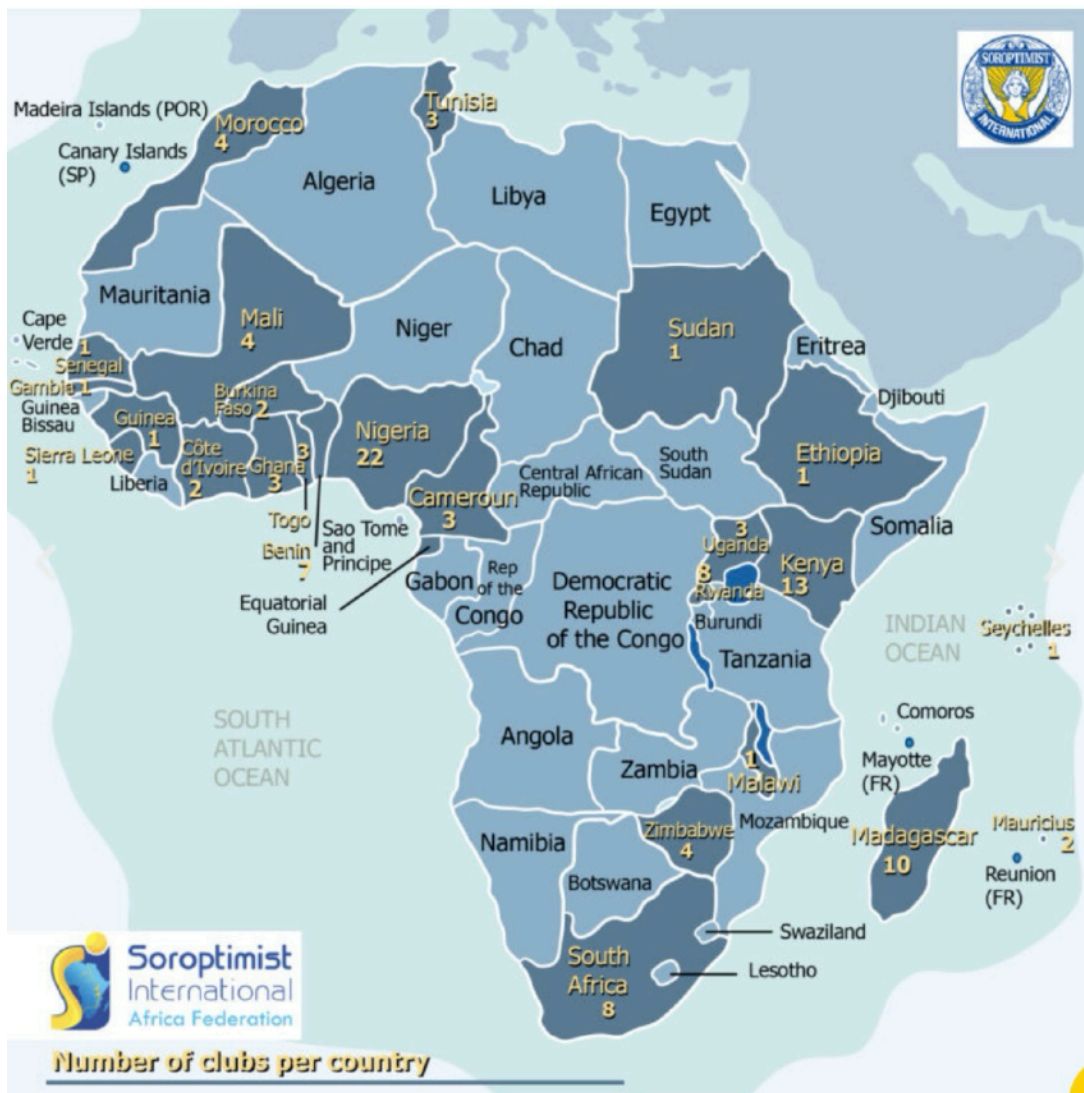 SOROPTIMIST
INTERNATIONAL
Madeira Islands (POR)
Canary Islands
(SP)
Morocco
4
Tunisia
3
Algeria
Libya
Egypt
Mauritania
Mali
4
Niger
Chad
Sudan
1
Eritrea
Djibouti
Cape
Verde
1
Senegal
Gambia 1
Guinea
Bissau
Guinea
1
Sierra Leone
1
Liberia
Burkina
Faso 2
Côte
d'Ivoire
2
Ghana
3
3
Togo
Benin
7
Nigeria
22
Cameroun
3
Central African
Republic
South
Sudan
Ethiopia
1
Somalia
Sao Tome
and
Principe
Equatorial
Guinea
Gabon
Rep
of the
Congo
Democratic
Republic
of the Congo
3
Uganda
8
Rwanda
Burundi
Kenya
13
Tanzania
INDIAN
OCEAN
Seychelles
1
SOUTH
ATLANTIC
OCEAN
Angola
Zambia
1
Malawi
Comoros
Mayotte
(FR)
Mozambique
Madagascar
10
Mauricius
2
Reunion
(FR)
Namibia
Zimbabwe
4
Botswana
Swaziland
Lesotho
South
Africa
8
Soroptimist
International
Africa Federation
Number of clubs per country